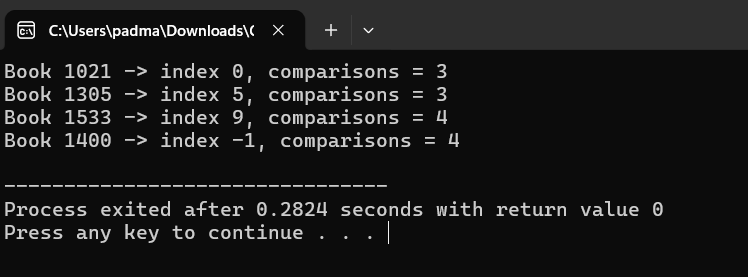 C:\Users\padma\Downloads\C
Book 1021 -> index 0, comparisons = 3
Book 1305 -> index 5, comparisons = 3
Book 1533 -> index 9, comparisons = 4
Book 1400 -> index -1, comparisons = 4
--------------------------------
Process exited after 0.2824 seconds with return value 0
Press any key to continue . . .